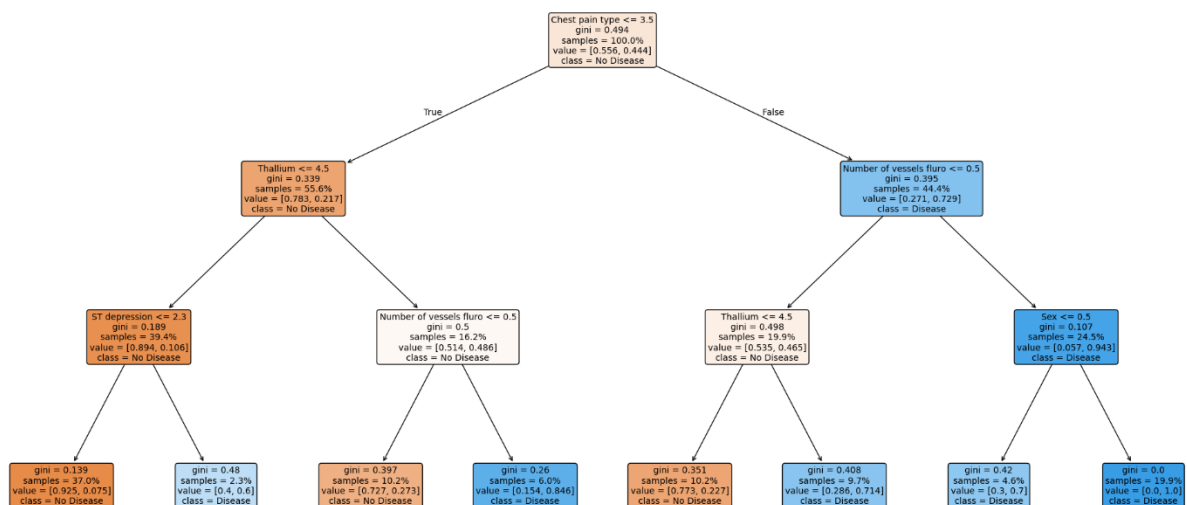 Chest pain type <= 3.5
gini = 0.494
samples = 100.0%
value = [0.556, 0.444]
class = No Disease
True
False
Thallium <= 4.5
gini = 0.339
samples = 55.6%
value = [0.783, 0.217]
class = No Disease
Number of vessels fluro <= 0.5
gini = 0.395
samples = 44.4%
value = [0.271, 0.729]
class = Disease
ST depression <= 2.3
gini = 0.189
samples = 39.4%
value = [0.894, 0.106]
class = No Disease
Number of vessels fluro <= 0.5
gini = 0.5
samples = 16.2%
value = [0.514, 0.486]
class = No Disease
Thallium <= 4.5
gini = 0.498
samples = 19.9%
value = [0.535, 0.465]
class = No Disease
Sex <= 0.5
gini = 0.107
samples = 24.5%
value = [0.057, 0.943]
class = Disease
gini = 0.139
samples = 37.0%
value = [0.925, 0.075]
class = No Disease
gini = 0.48
samples = 2.3%
value = [0.4, 0.6]
class = Disease
gini = 0.397
samples = 10.2%
value = [0.727, 0.273]
class = No Disease
gini = 0.26
samples = 6.0%
value = [0.154, 0.846]
class = Disease
gini = 0.351
samples = 10.2%
value = [0.773, 0.227]
class = No Disease
gini = 0.408
samples = 9.7%
value = [0.286, 0.714]
class = Disease
gini = 0.42
samples = 4.6%
value = [0.3, 0.7]
class = Disease
gini = 0.0
samples = 19.9%
value = [0.0, 1.0]
class = Disease